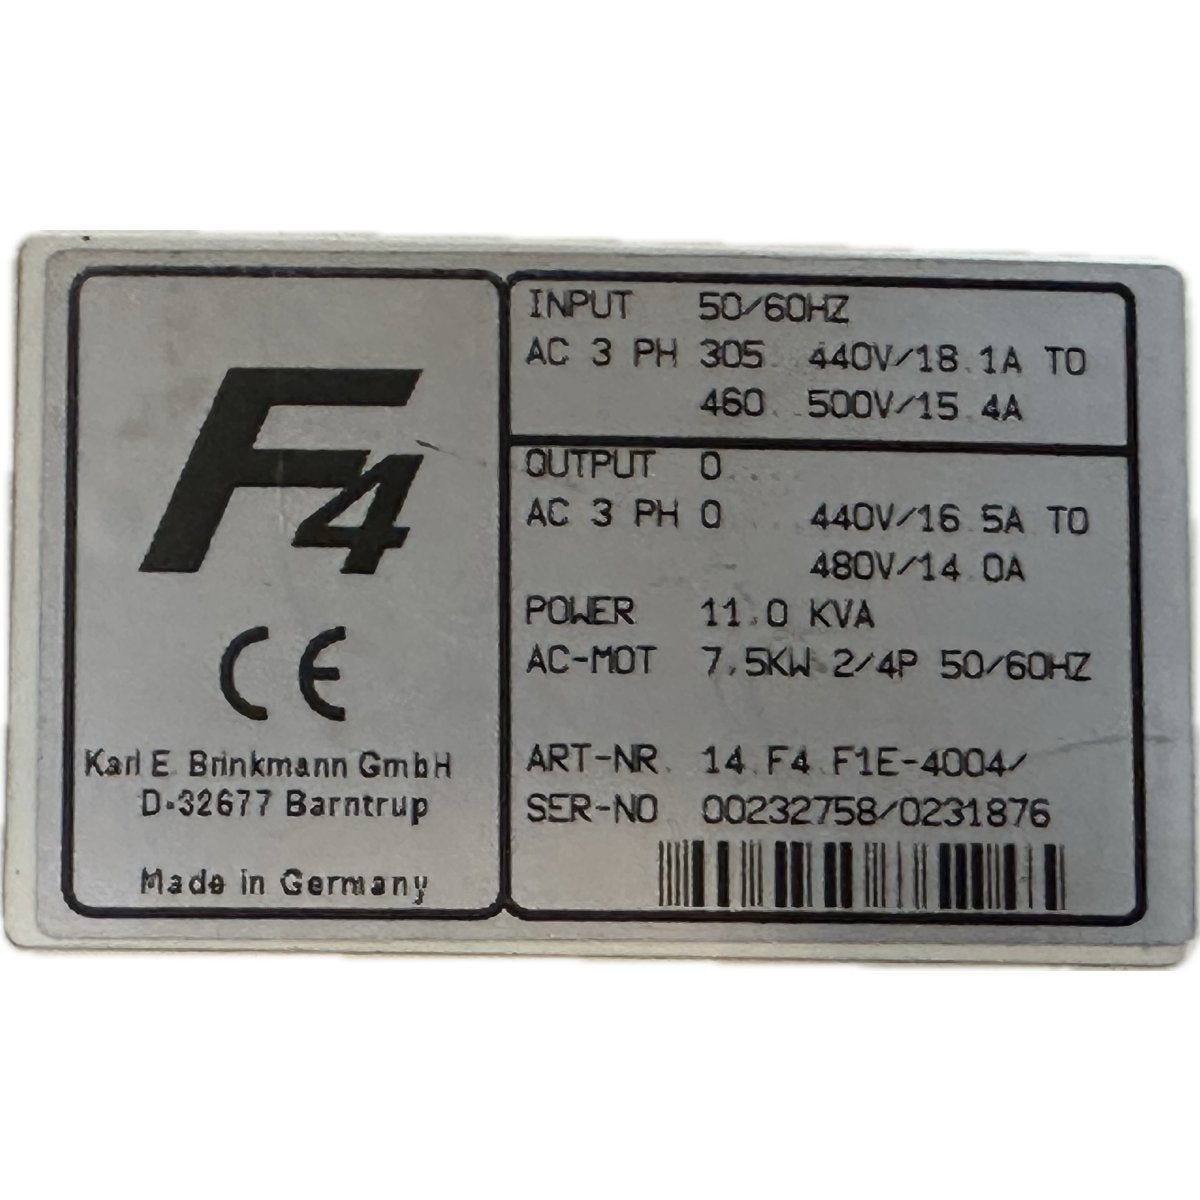 F4
CE
Karl E. Brinkmann GmbH
D-32677 Barntrup
Made in Germany
INPUT 50/60HZ
AC 3 PH 305...440V/18.1A TO
460...500V/15.4A
OUTPUT 0.....
AC 3 PH 0 440V/16.5A TO
480V/14.0A
POWER 11.0 KVA
AC-MOT 7.5KW 2/4P 50/60HZ
ART-NR. 14.F4.F1E-4004/
SER-NO 00232758/0231876